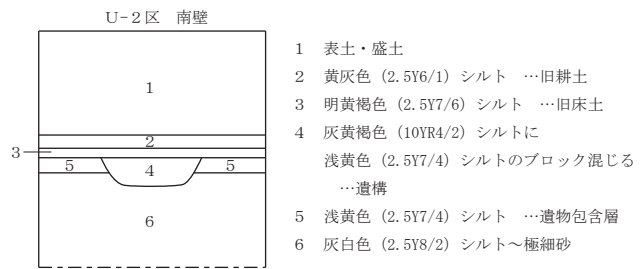 U-2区 南壁
1
2
3
5
4
5
6
1 表土・盛土
2 黄灰色（2.5Y6/1）シルト …旧耕土
3 明黄褐色（2.5Y7/6）シルト …旧床土
4 灰黄褐色（10YR4/2）シルトに
浅黄色（2.5Y7/4）シルトのブロック混じる
…遺構
5 浅黄色（2.5Y7/4）シルト …遺物包含層
6 灰白色（2.5Y8/2）シルト～極細砂